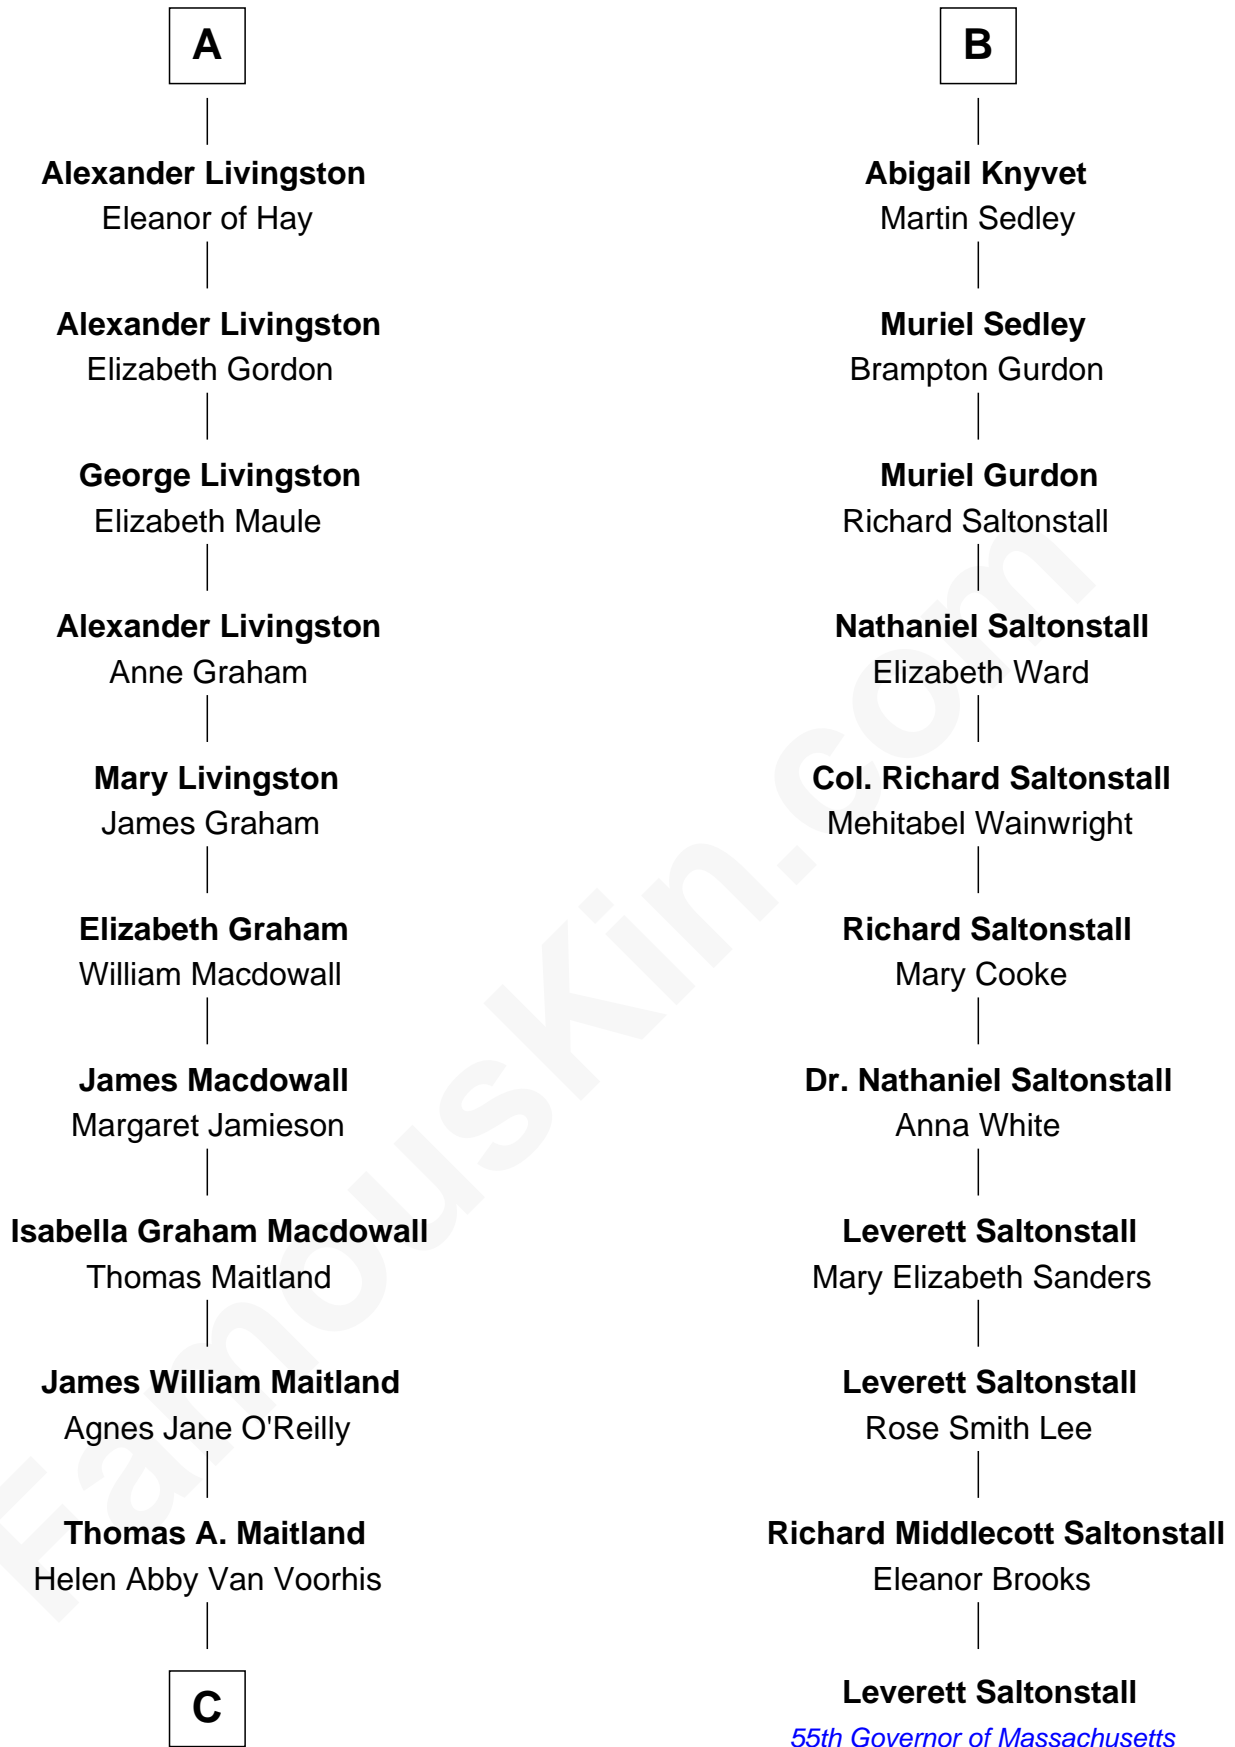 A
Alexander Livingston
Eleanor of Hay
Alexander Livingston
Elizabeth Gordon
George Livingston
Elizabeth Maule
Alexander Livingston
Anne Graham
Mary Livingston
James Graham
Elizabeth Graham
William Macdowall
James Macdowall
Margaret Jamieson
Isabella Graham Macdowall
Thomas Maitland
James William Maitland
Agnes Jane O'Reilly
Thomas A. Maitland
Helen Abby Van Voorhis
C
B
Abigail Knyvet
Martin Sedley
Muriel Sedley
Brampton Gurdon
Muriel Gurdon
Richard Saltonstall
Nathaniel Saltonstall
Elizabeth Ward
Col. Richard Saltonstall
Mehitabel Wainwright
Richard Saltonstall
Mary Cooke
Dr. Nathaniel Saltonstall
Anna White
Leverett Saltonstall
Mary Elizabeth Sanders
Leverett Saltonstall
Rose Smith Lee
Richard Middlecott Saltonstall
Eleanor Brooks
Leverett Saltonstall
55th Governor of Massachusetts
FamousKin.com